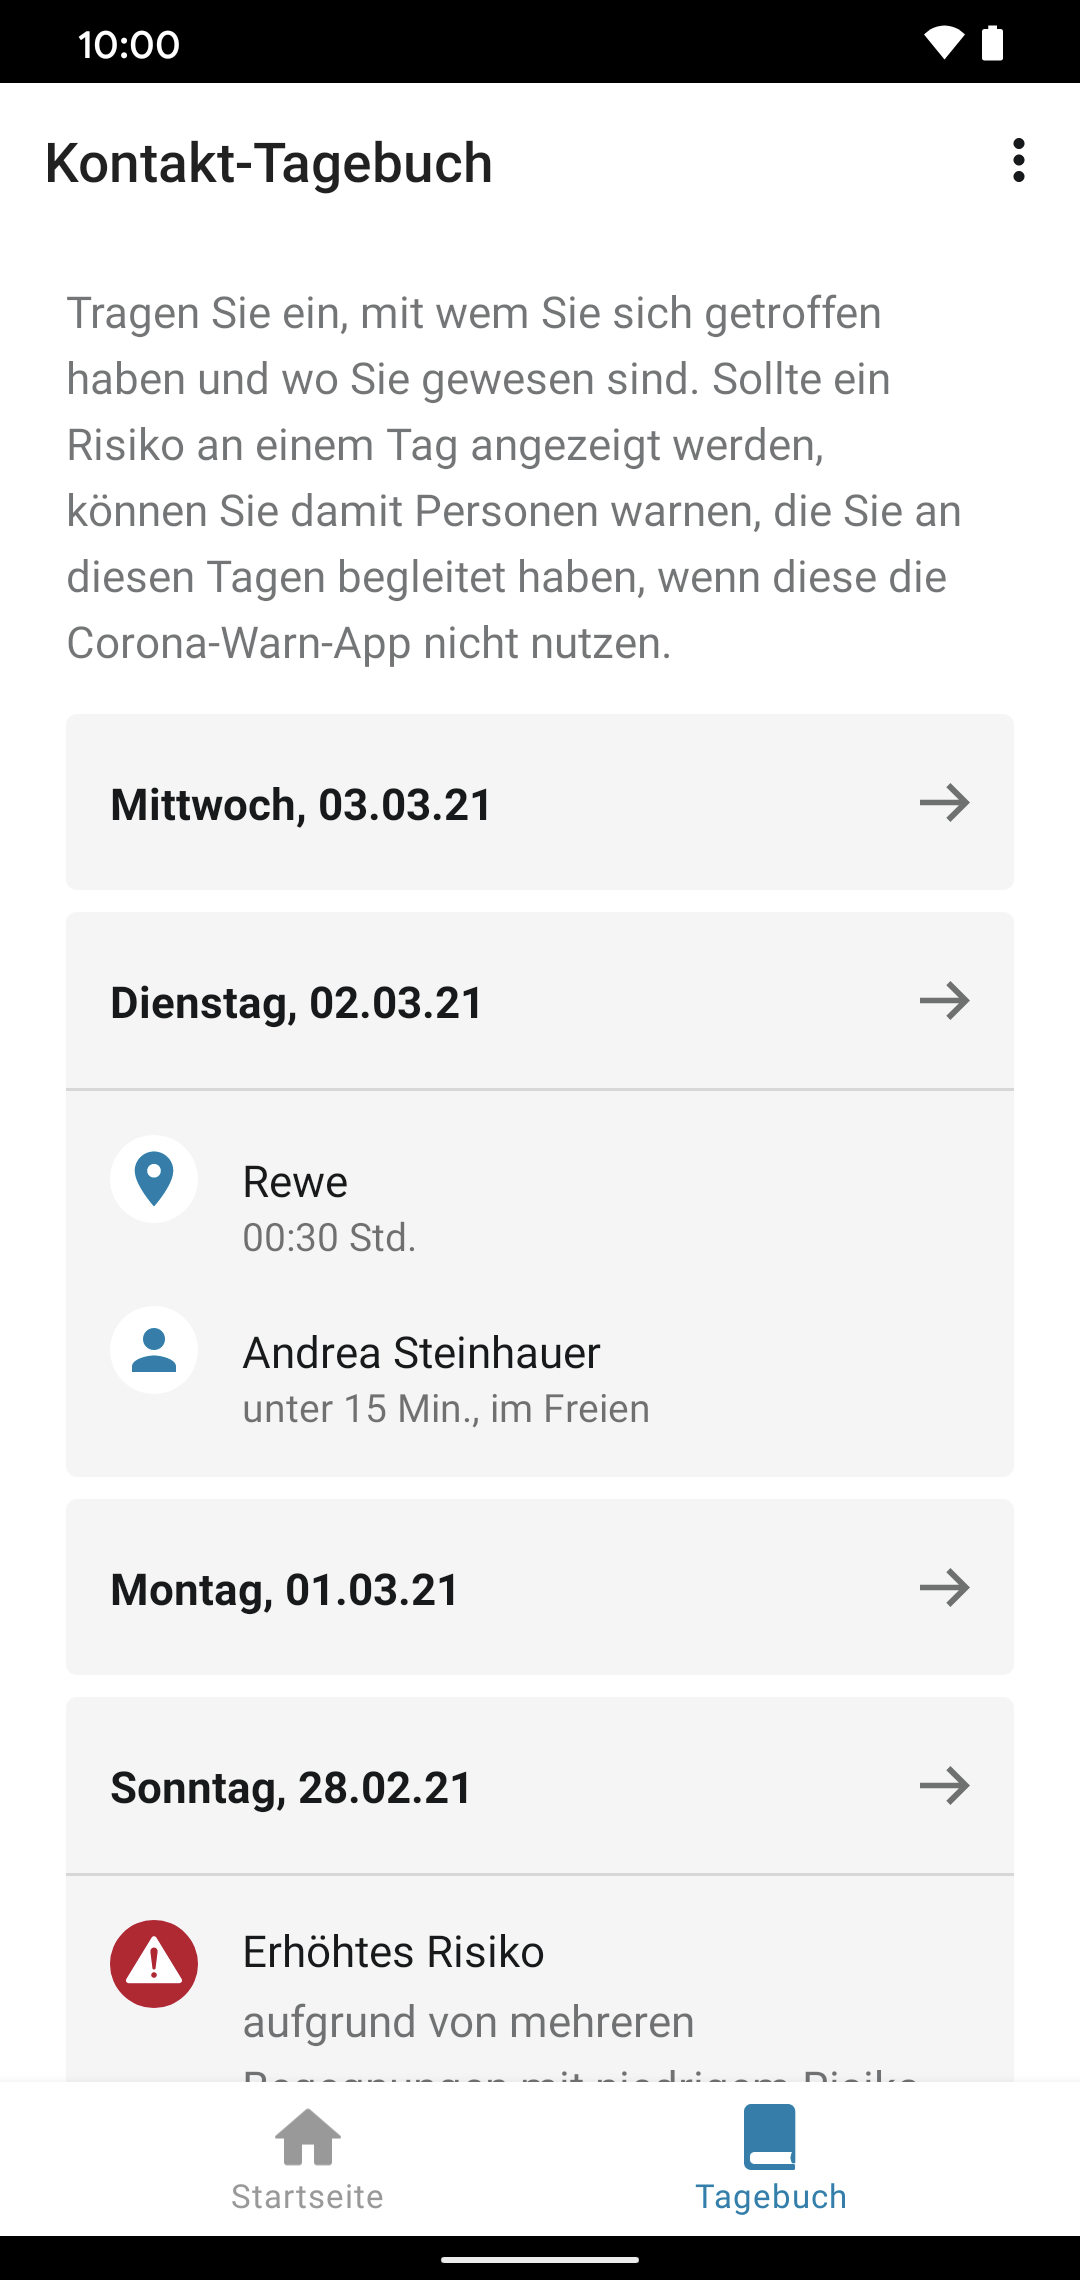 10:00
Kontakt-Tagebuch
Tragen Sie ein, mit wem Sie sich getroffen
haben und wo Sie gewesen sind. Sollte ein
Risiko an einem Tag angezeigt werden,
können Sie damit Personen warnen, die Sie an
diesen Tagen begleitet haben, wenn diese die
Corona-Warn-App nicht nutzen.
Mittwoch, 03.03.21
Dienstag, 02.03.21
Rewe
00:30 Std.
Andrea Steinhauer
unter 15 Min., im Freien
Montag, 01.03.21
Sonntag, 28.02.21
Erhöhtes Risiko
aufgrund von mehreren
Begegnungen mit niedrigem Risiko
Startseite
Tagebuch